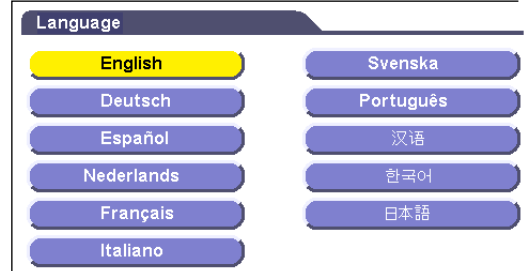 Language
English
Deutsch
Español
Nederlands
Français
Italiano
Svenska
Português
汉语
한국어
日本語